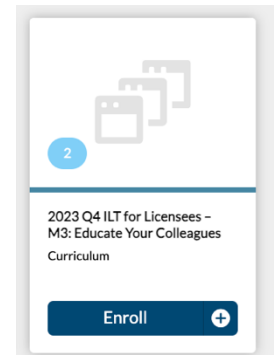 2
2023 Q4 ILT for Licensees –
M3: Educate Your Colleagues
Curriculum
Enroll